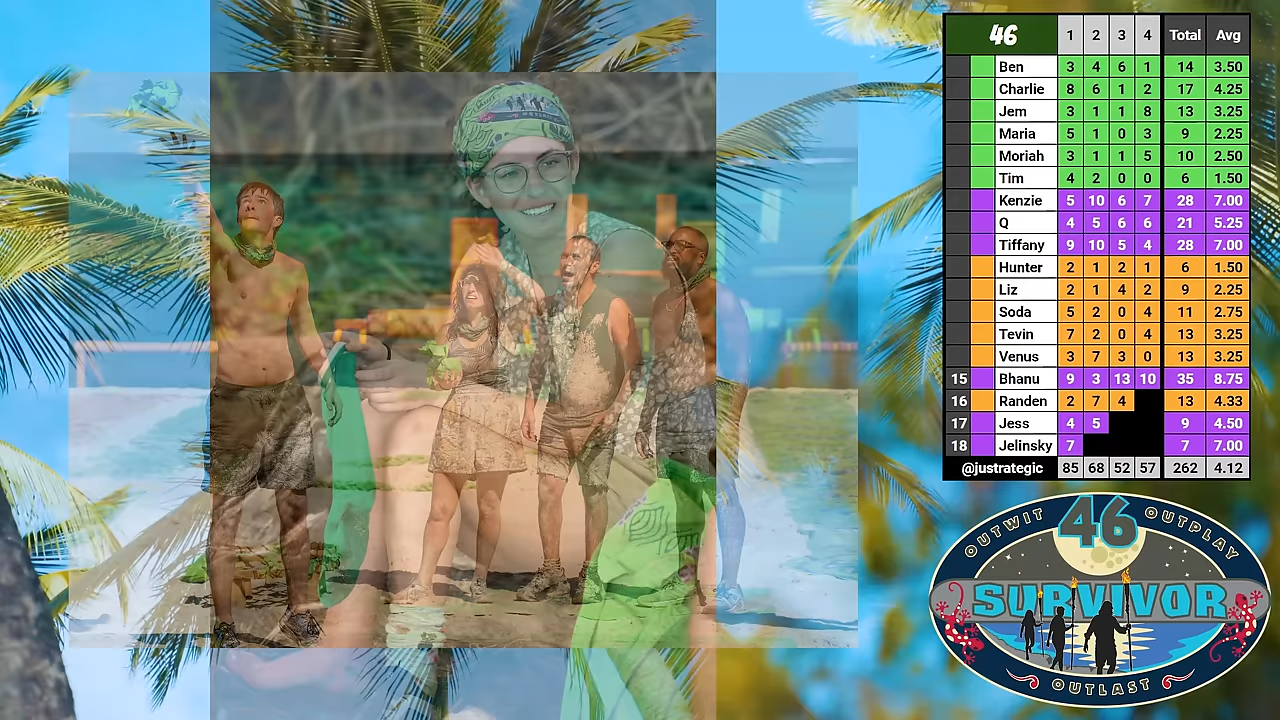 46 1 2 3 4 Total Avg
Ben 3 4 6 1 14 3.50
Charlie 8 6 1 2 17 4.25
Jem 3 1 1 8 13 3.25
Maria 5 1 0 3 9 2.25
Moriah 3 1 1 5 10 2.50
Tim 4 2 0 0 6 1.50
Kenzie 5 10 6 7 28 7.00
Q 4 5 6 6 21 5.25
Tiffany 9 10 5 4 28 7.00
Hunter 2 1 2 1 6 1.50
Liz 2 1 4 2 9 2.25
Soda 5 2 0 4 11 2.75
Tevin 7 2 0 4 13 3.25
Venus 3 7 3 0 13 3.25
15 Bhanu 9 3 13 10 35 8.75
16 Randen 2 7 4 13 4.33
17 Jess 4 5 9 4.50
18 Jelinsky 7 7 7.00
@justrategic 85 68 52 57 262 4.12
OUTWIT 46 OUTPLAY
SURVIVOR
OUTLAST